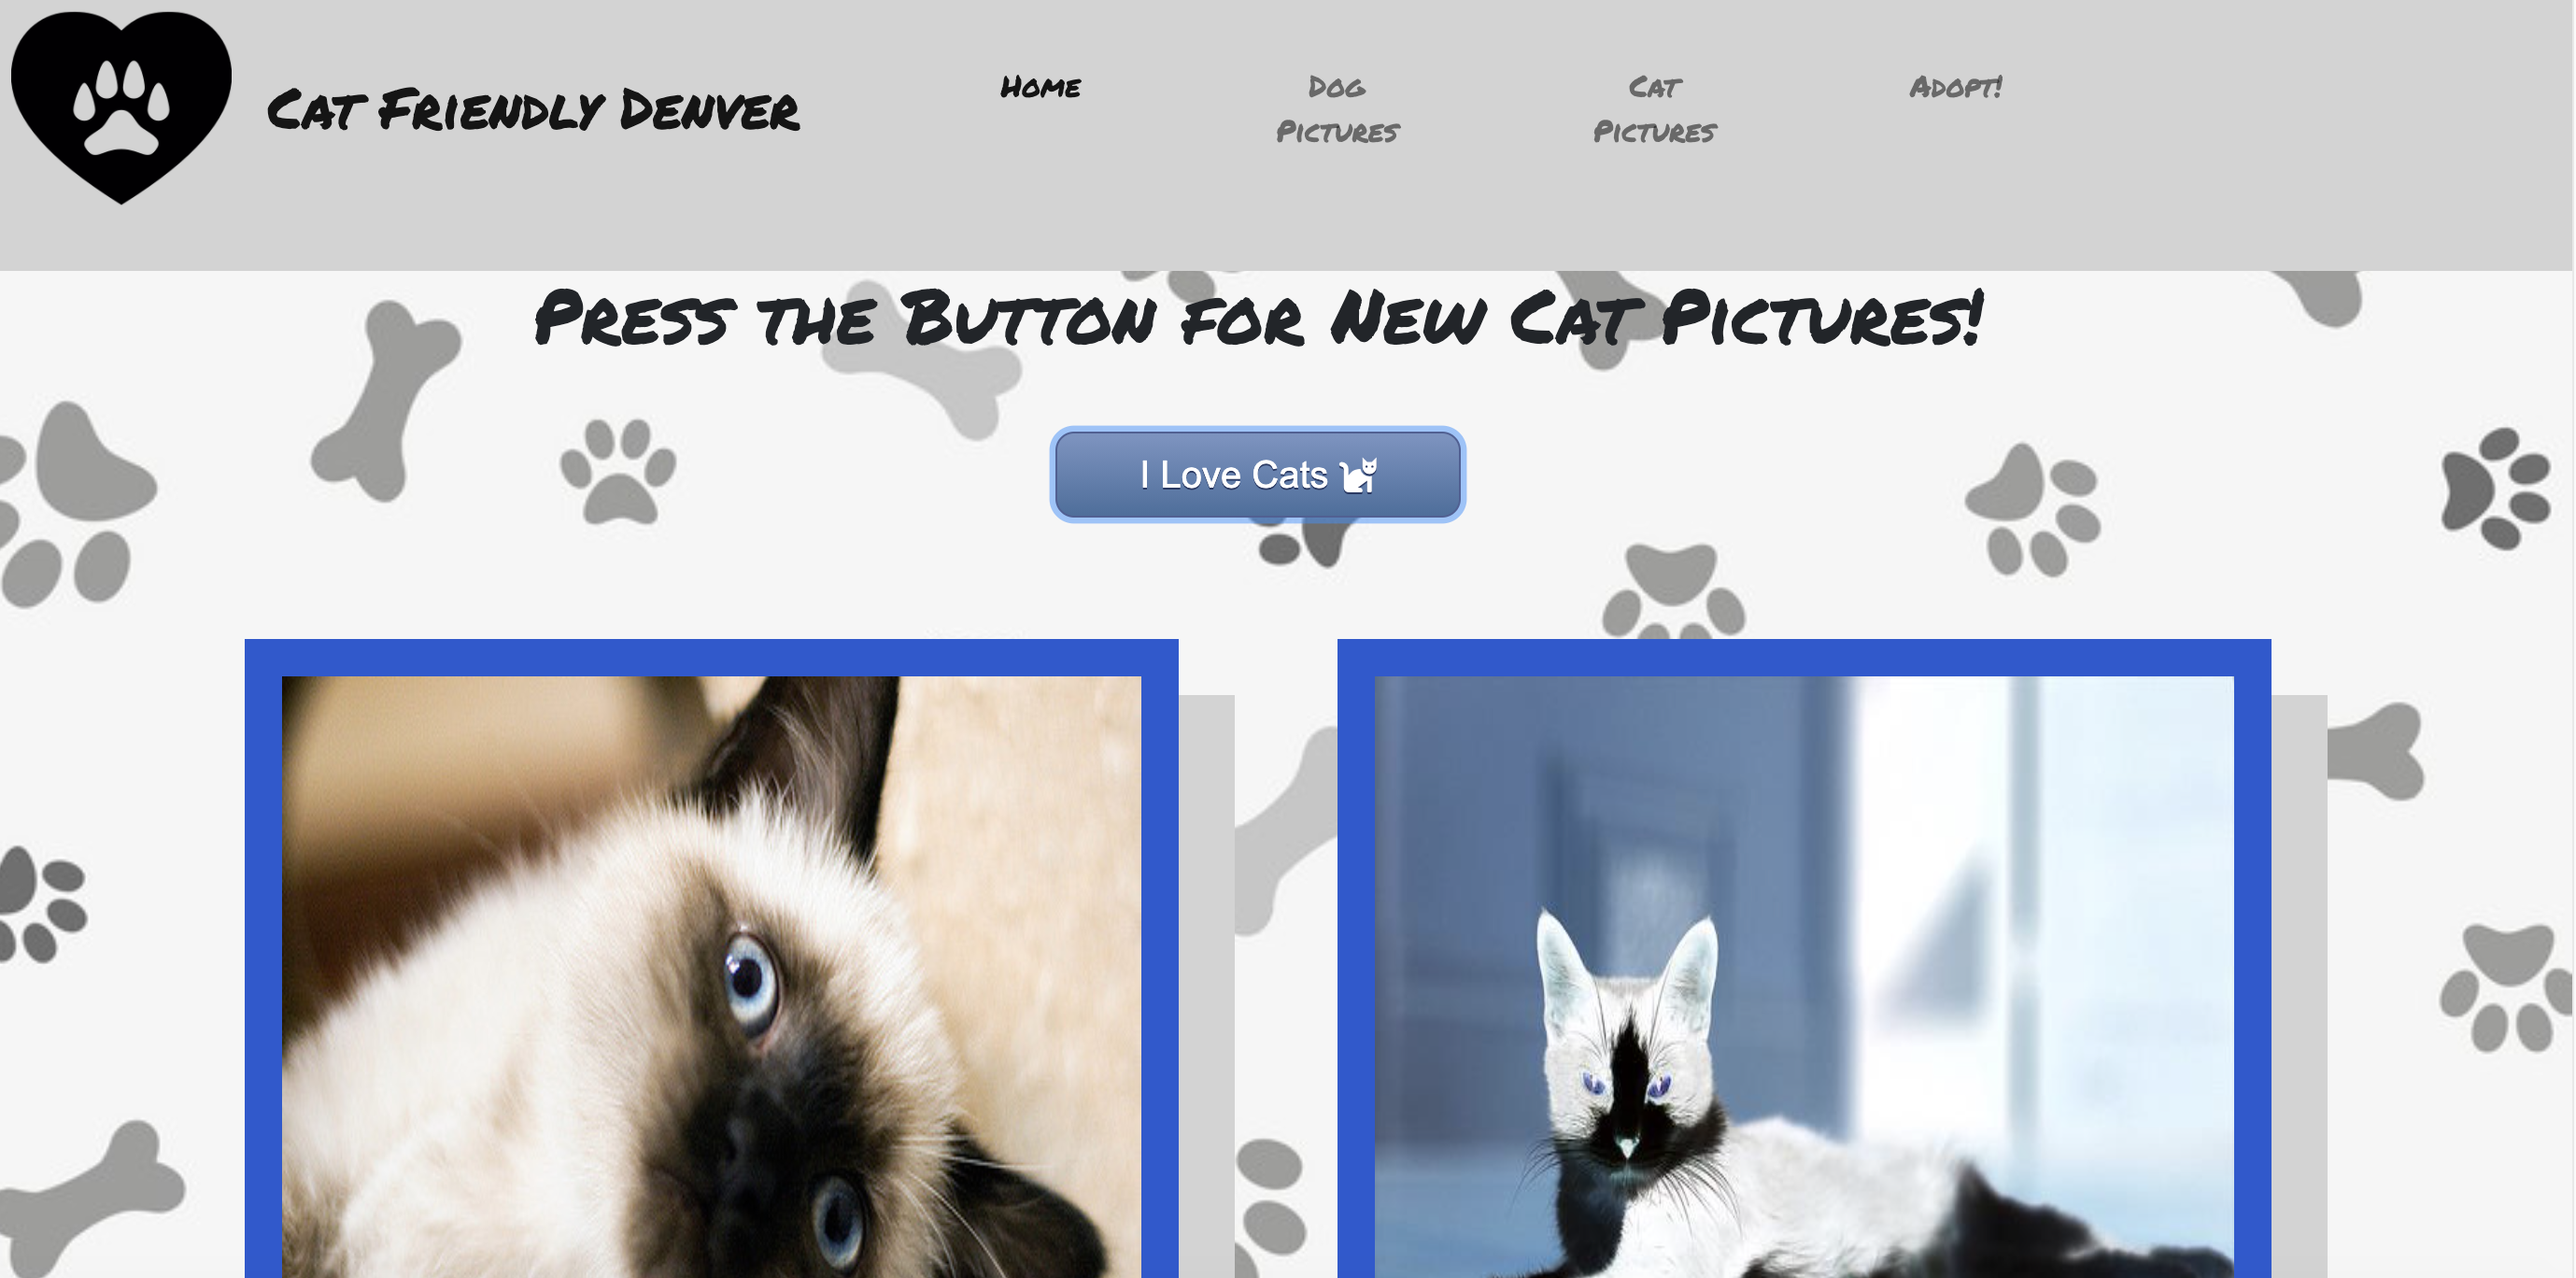 Cat Friendly Denver
Home
Dog
Pictures
Cat
Pictures
Adopt!
Press the Button for New Cat Pictures!
I Love Cats